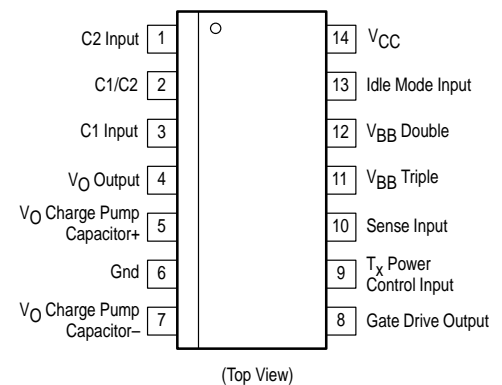 C2 Input 1
C1/C2 2
C1 Input 3
VO Output 4
VO Charge Pump
Capacitor+ 5
Gnd 6
VO Charge Pump
Capacitor– 7
14 VCC
13 Idle Mode Input
12 VBB Double
11 VBB Triple
10 Sense Input
9 Tx Power
Control Input
8 Gate Drive Output
(Top View)